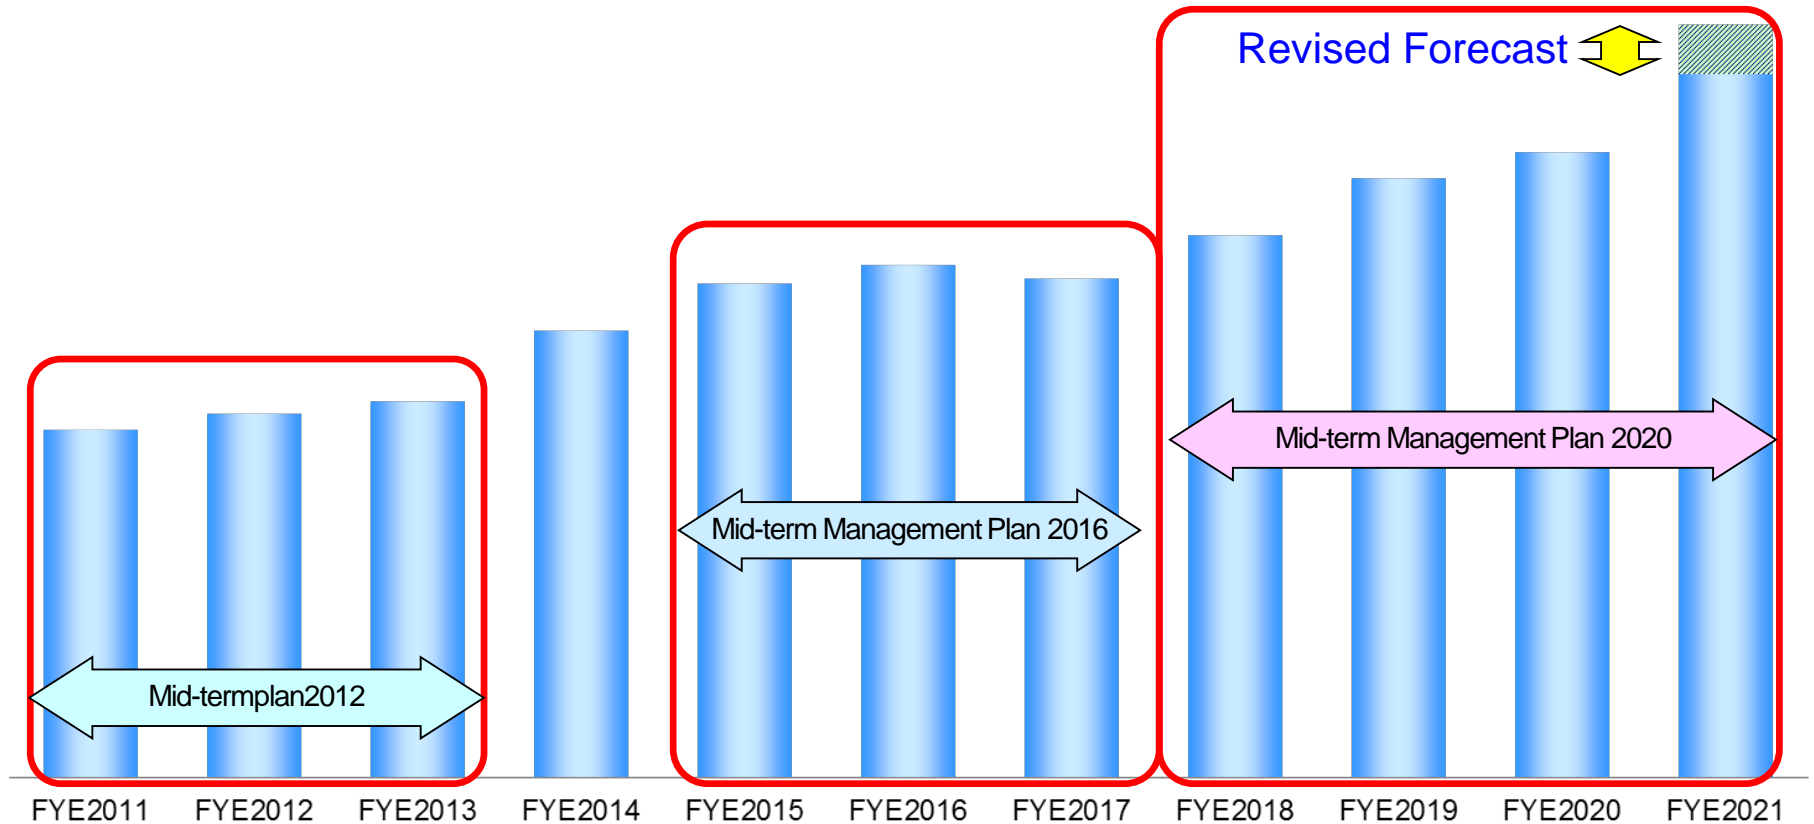 Revised Forecast
Mid-term Management Plan 2020
Mid-term Management Plan 2016
Mid-termplan2012
FYE2011 FYE2012 FYE2013 FYE2014 FYE2015 FYE2016 FYE2017 FYE2018 FYE2019 FYE2020 FYE2021